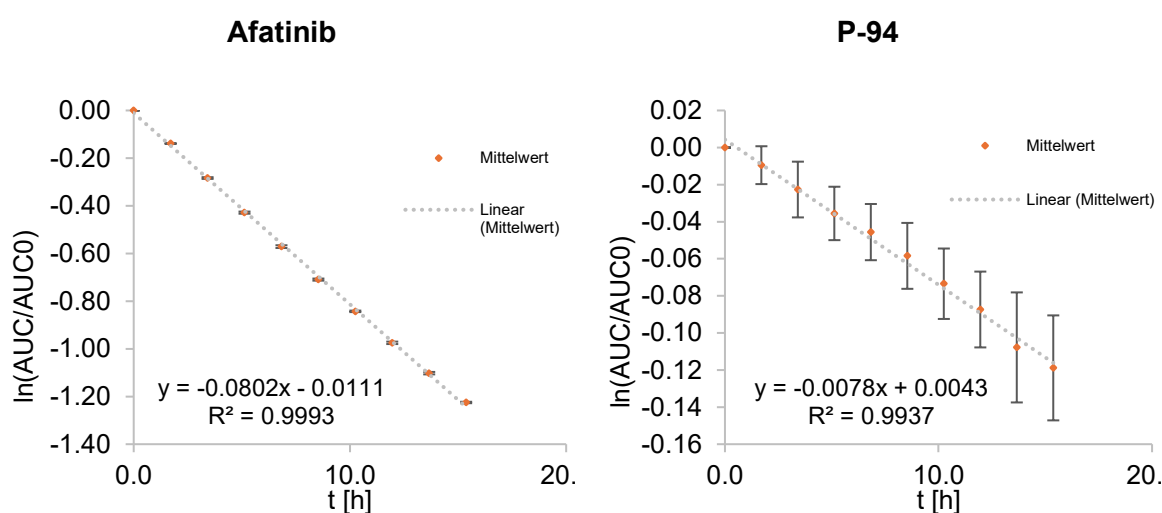 Afatinib
0.00
-0.20
-0.40
-0.60
-0.80
-1.00
-1.20
-1.40
ln(AUC/AUC0)
Mittelwert
Linear
(Mittelwert)
y = -0.0802x - 0.0111
R² = 0.9993
0.0
10.0
20.
t [h]
P-94
0.02
0.00
-0.02
-0.04
-0.06
-0.08
-0.10
-0.12
-0.14
-0.16
ln(AUC/AUC0)
Mittelwert
Linear (Mittelwert)
y = -0.0078x + 0.0043
R² = 0.9937
0.0
10.0
20.
t [h]